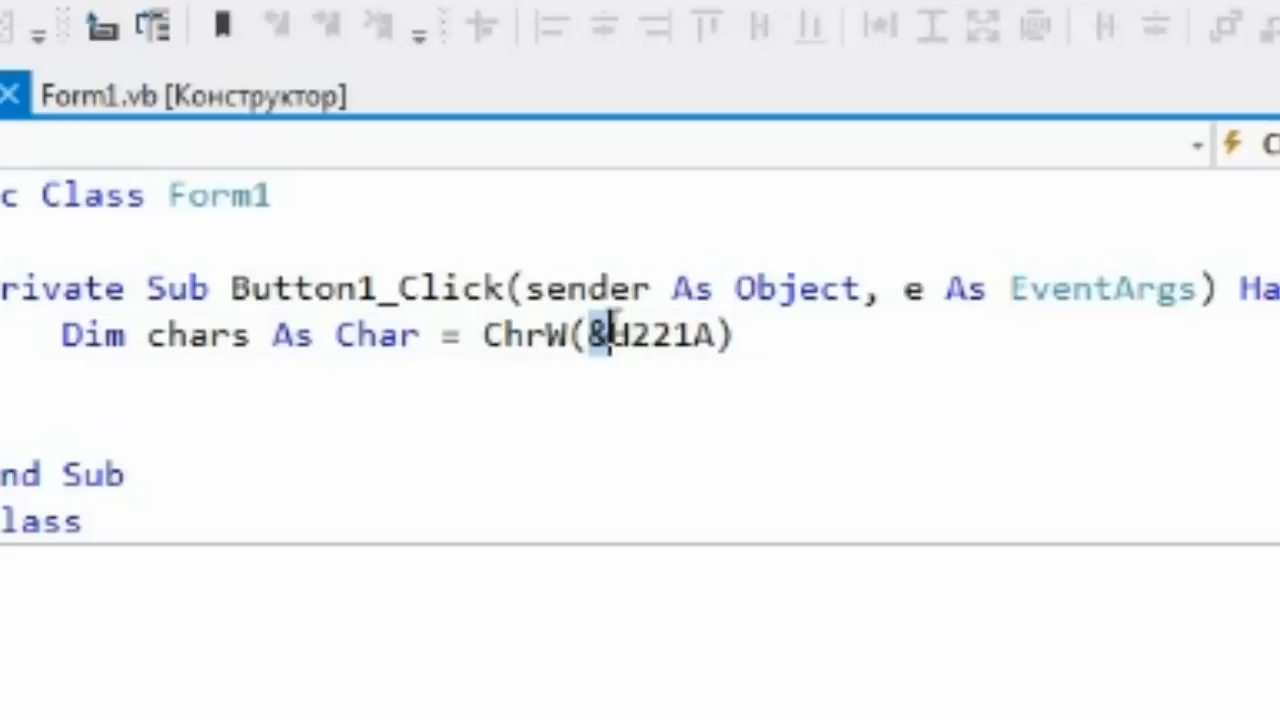 Form1.vb [Конструктор]
c Class Form1
rivate Sub Button1_Click(sender As Object, e As EventArgs) Ha
Dim chars As Char = ChrW(&H221A)
nd Sub
lass